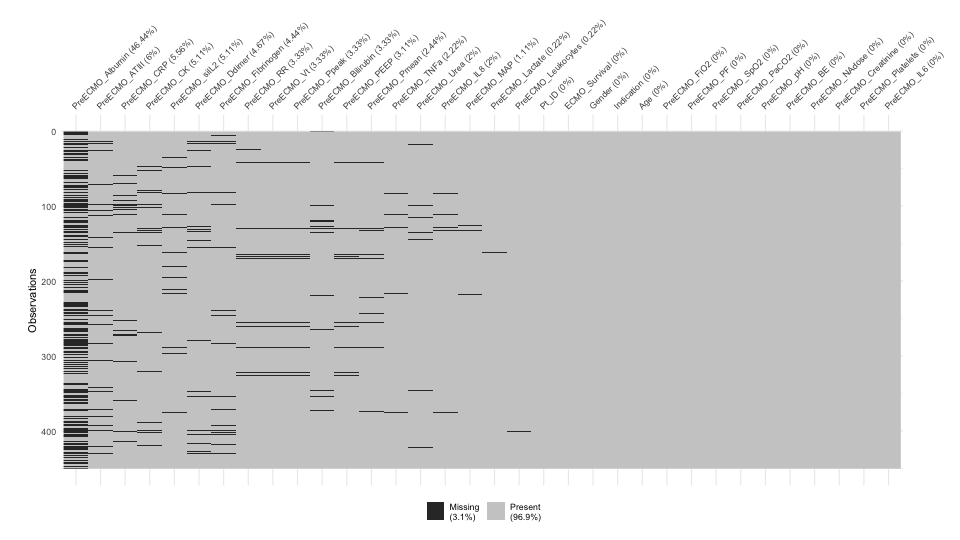 PreECMO_Albumin (46.44%)
PreECMO_ATIII (6%)
PreECMO_CRP (5.56%)
PreECMO_CK (5.11%)
PreECMO_siIL2 (5.11%)
PreECMO_Ddimer (4.67%)
PreECMO_Fibrinogen (4.44%)
PreECMO_RR (3.33%)
PreECMO_Vt (3.33%)
PreECMO_Ppeak (3.33%)
PreECMO_Bilirubin (3.33%)
PreECMO_PEEP (3.11%)
PreECMO_Pmean (2.44%)
PreECMO_TNFa (2.22%)
PreECMO_Urea (2%)
PreECMO_IL8 (2%)
PreECMO_MAP (1.11%)
PreECMO_Lactate (0.22%)
PreECMO_Leukocytes (0.22%)
Pt_ID (0%)
ECMO_Survival (0%)
Gender (0%)
Indication (0%)
Age (0%)
PreECMO_FiO2 (0%)
PreECMO_PF (0%)
PreECMO_SpO2 (0%)
PreECMO_PaCO2 (0%)
PreECMO_pH (0%)
PreECMO_BE (0%)
PreECMO_NAdose (0%)
PreECMO_Creatinine (0%)
PreECMO_Platelets (0%)
PreECMO_IL6 (0%)
0
100
200
300
400
Observations
Missing
(3.1%)
Present
(96.9%)